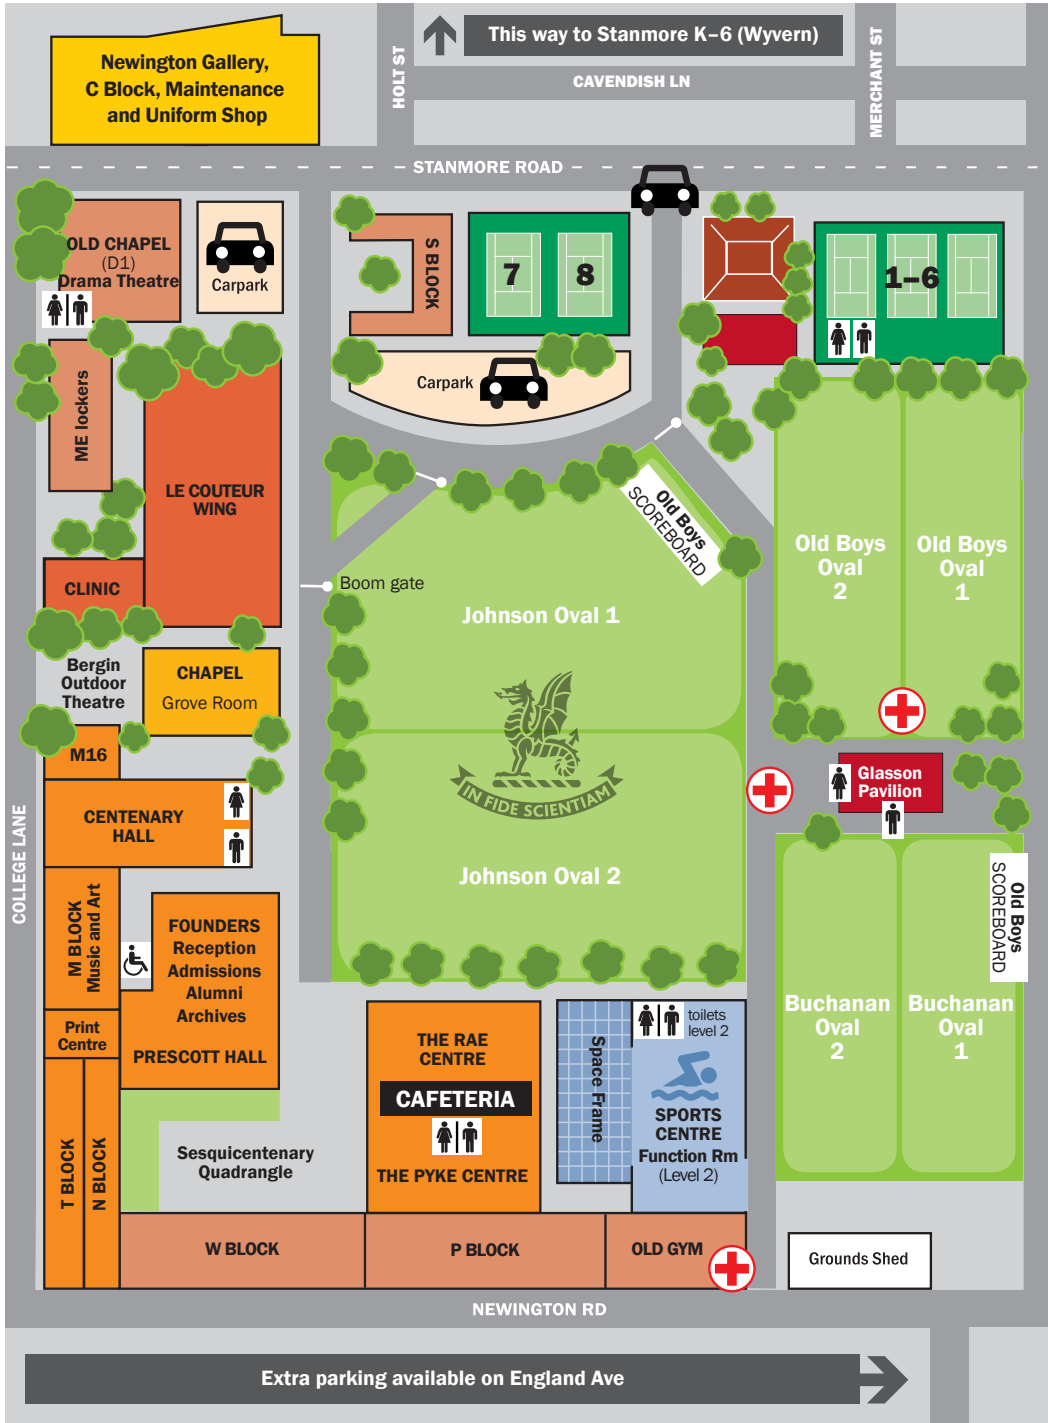 This way to Stanmore K–6 (Wyvern)
Newington Gallery,
C Block, Maintenance
and Uniform Shop
HOLT ST
CAVENDISH LN
MERCHANT ST
STANMORE ROAD
OLD CHAPEL
(D1)
Drama Theatre
Carpark
S BLOCK
7
8
1–6
Carpark
ME lockers
LE COUTEUR
WING
Old Boys
SCOREBOARD
CLINIC
Boom gate
Johnson Oval 1
Old Boys
Oval
2
Old Boys
Oval
1
Bergin
Outdoor
Theatre
CHAPEL
Grove Room
M16
IN FIDE SCIENTIAM
Glasson
Pavilion
CENTENARY
HALL
COLLEGE LANE
Johnson Oval 2
M BLOCK
Music and Art
FOUNDERS
Reception
Admissions
Alumni
Archives
PRESCOTT HALL
Old Boys
SCOREBOARD
Print
Centre
Buchanan
Oval
2
Buchanan
Oval
1
THE RAE
CENTRE
CAFETERIA
THE PYKE CENTRE
Space Frame
toilets
level 2
SPORTS
CENTRE
Function Rm
(Level 2)
T BLOCK
N BLOCK
Sesquicentenary
Quadrangle
W BLOCK
P BLOCK
OLD GYM
Grounds Shed
NEWINGTON RD
Extra parking available on England Ave